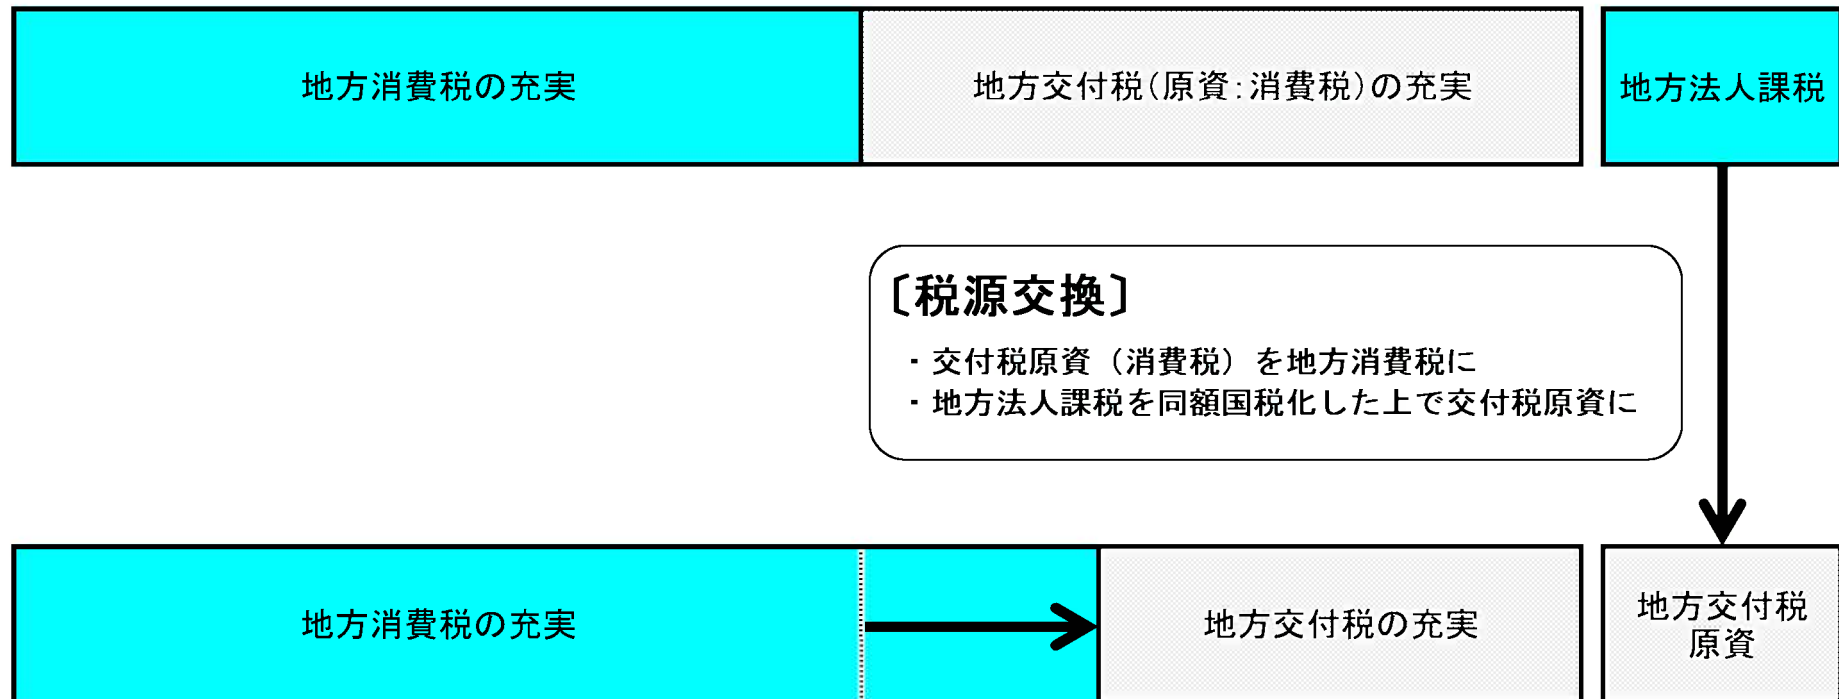 地方消費税の充実
地方交付税(原資:消費税)の充実
地方法人課税
〔税源交換〕
・交付税原資（消費税）を地方消費税に
・地方法人課税を同額国税化した上で交付税原資に
地方消費税の充実
地方交付税の充実
地方交付税
原資